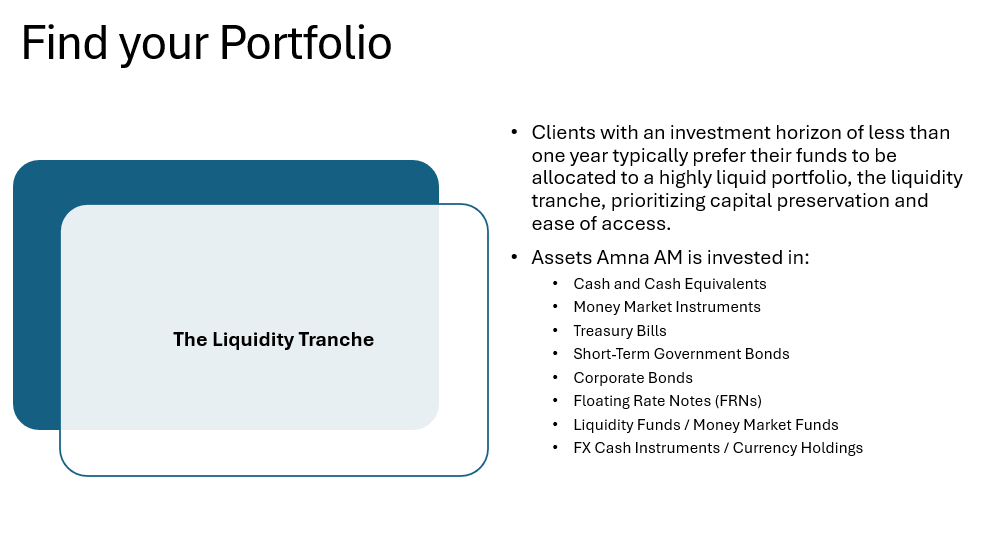 Find your Portfolio
• Clients with an investment horizon of less than
one year typically prefer their funds to be
allocated to a highly liquid portfolio, the liquidity
tranche, prioritizing capital preservation and
ease of access.
• Assets Amna AM is invested in:
• Cash and Cash Equivalents
• Money Market Instruments
• Treasury Bills
• Short-Term Government Bonds
• Corporate Bonds
• Floating Rate Notes (FRNs)
• Liquidity Funds / Money Market Funds
• FX Cash Instruments / Currency Holdings
The Liquidity Tranche